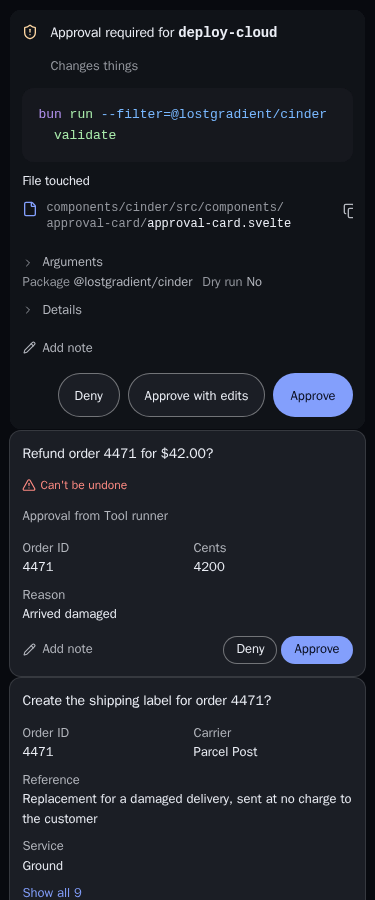 Approval required for deploy-cloud
Changes things
bun run --filter=@lostgradient/cinder
validate
File touched
components/cinder/src/components/
approval-card/approval-card.svelte
Arguments
Package @lostgradient/cinder Dry run No
Details
Add note
Deny
Approve with edits
Approve
Refund order 4471 for $42.00?
Can't be undone
Approval from Tool runner
Order ID
Cents
4471
4200
Reason
Arrived damaged
Add note
Deny
Approve
Create the shipping label for order 4471?
Order ID
Carrier
4471
Parcel Post
Reference
Replacement for a damaged delivery, sent at no charge to
the customer
Service
Ground
Show all 9